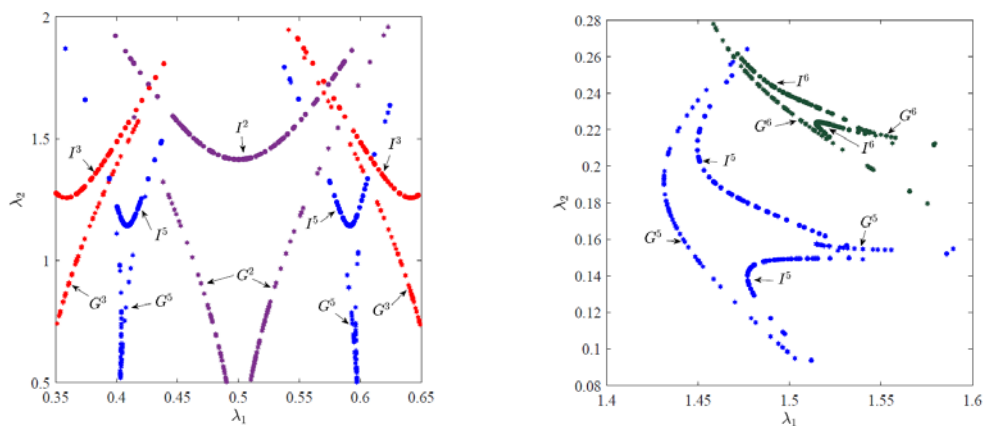 2
1.5
1
0.5
λ₂
0.35
0.4
0.45
0.5
0.55
0.6
0.65
λ₁
I²
I³
I³
I⁵
I⁵
G²
G³
G⁵
G⁵
G³
0.28
0.26
0.24
0.22
0.2
0.18
0.16
0.14
0.12
0.1
0.08
λ₂
1.4
1.45
1.5
1.55
1.6
λ₁
I⁶
G⁶
G⁶
I⁶
I⁵
G⁵
G⁵
I⁵